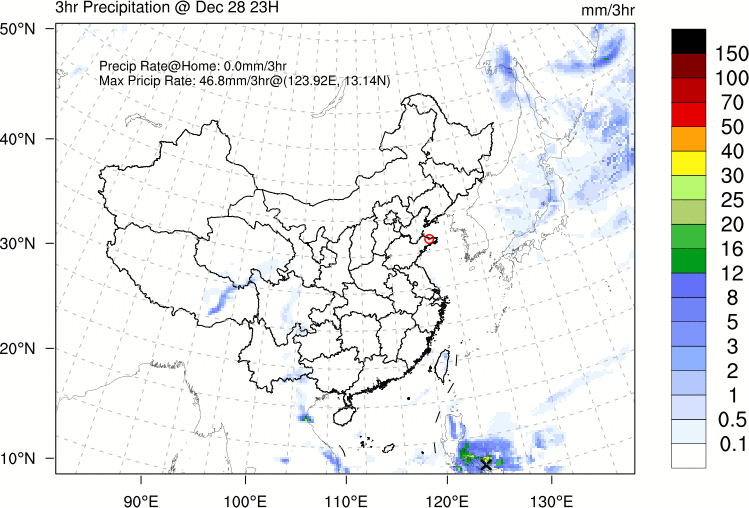 3hr Precipitation @ Dec 28 23H
mm/3hr
Precip Rate@Home: 0.0mm/3hr
Max Pricip Rate: 46.8mm/3hr@(123.92E, 13.14N)
50°N
40°N
30°N
20°N
10°N
90°E
100°E
110°E
120°E
130°E
150
100
70
50
40
30
25
20
16
12
8
5
3
2
1
0.5
0.1